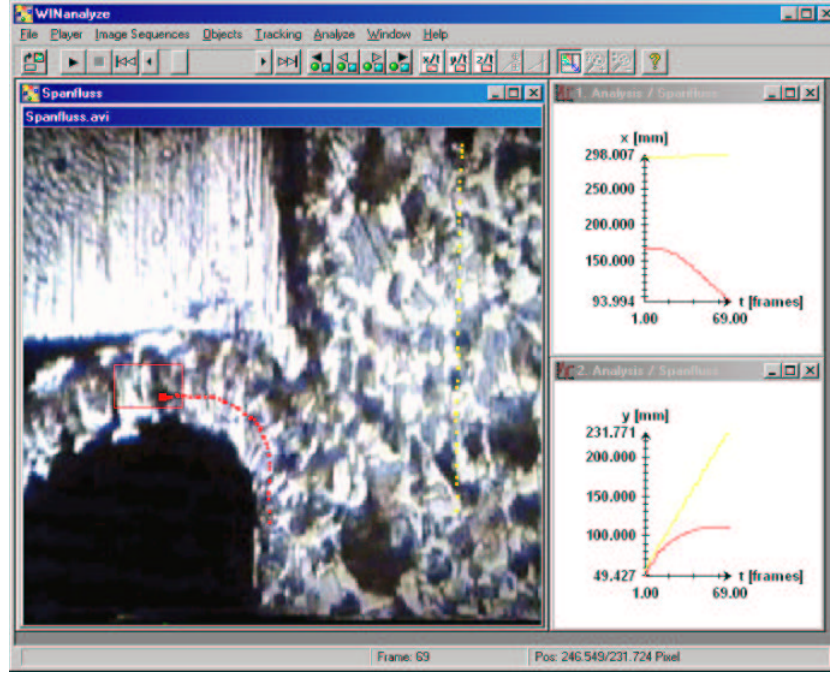 WINanalyze
File Player Image Sequences Objects Tracking Analyze Window Help
x/t y/t z/t
Spanfluss
Spanfluss.avi
1. Analysis / Spanfluss
x [mm]
298.007
250.000
200.000
150.000
93.994
t [frames]
1.00 69.00
2. Analysis / Spanfluss
y [mm]
231.771
200.000
150.000
100.000
49.427
t [frames]
1.00 69.00
Frame: 69 Pos: 246.549/231.724 Pixel